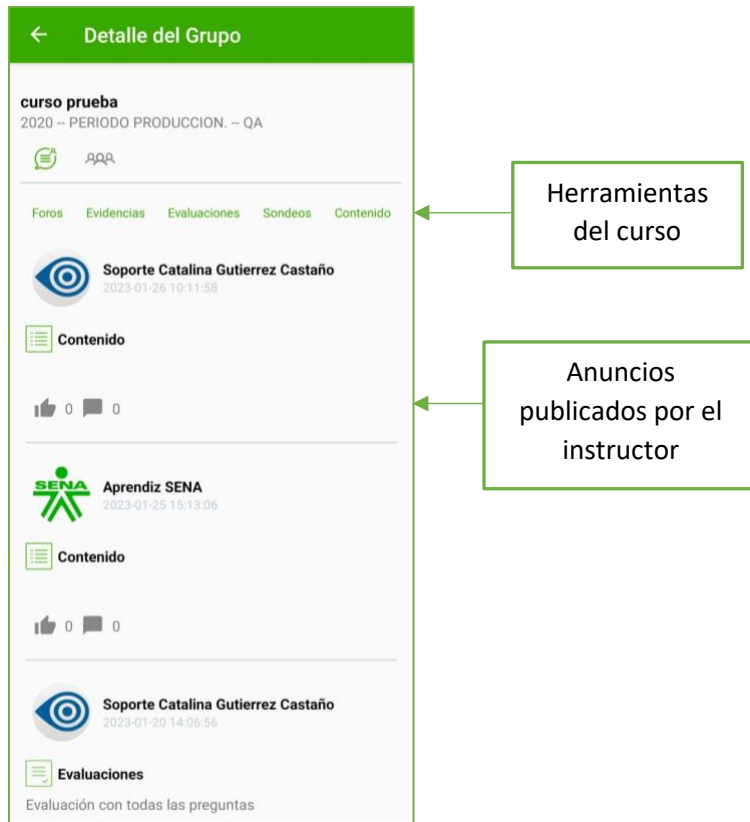 Detalle del Grupo
curso prueba
2020 -- PERIODO PRODUCCION. -- QA
Foros Evidencias Evaluaciones Sondeos Contenido
Herramientas
del curso
Soporte Catalina Gutierrez Castaño
2023-01-26 10:11:58
Contenido
0 0
Anuncios
publicados por el
instructor
SENA
Aprendiz SENA
2023-01-25 15:13:06
Contenido
0 0
Soporte Catalina Gutierrez Castaño
2023-01-20 14:06:56
Evaluaciones
Evaluación con todas las preguntas